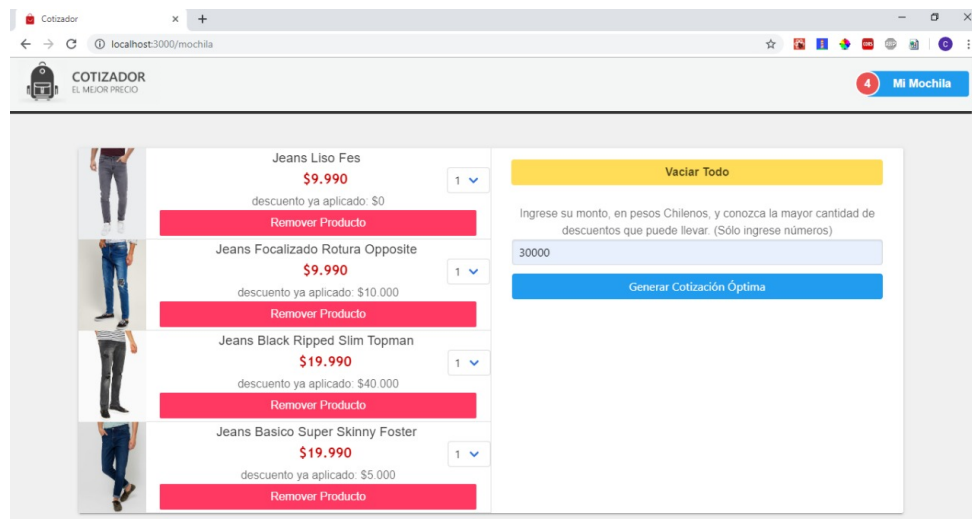 Cotizador
localhost:3000/mochila
COTIZADOR
EL MEJOR PRECIO
4 Mi Mochila
Jeans Liso Fes
$9.990
1
descuento ya aplicado: $0
Remover Producto
Jeans Focalizado Rotura Opposite
$9.990
1
descuento ya aplicado: $10.000
Remover Producto
Jeans Black Ripped Slim Topman
$19.990
1
descuento ya aplicado: $40.000
Remover Producto
Jeans Basico Super Skinny Foster
$19.990
1
descuento ya aplicado: $5.000
Remover Producto
Vaciar Todo
Ingrese su monto, en pesos Chilenos, y conozca la mayor cantidad de
descuentos que puede llevar. (Sólo ingrese números)
30000
Generar Cotización Óptima